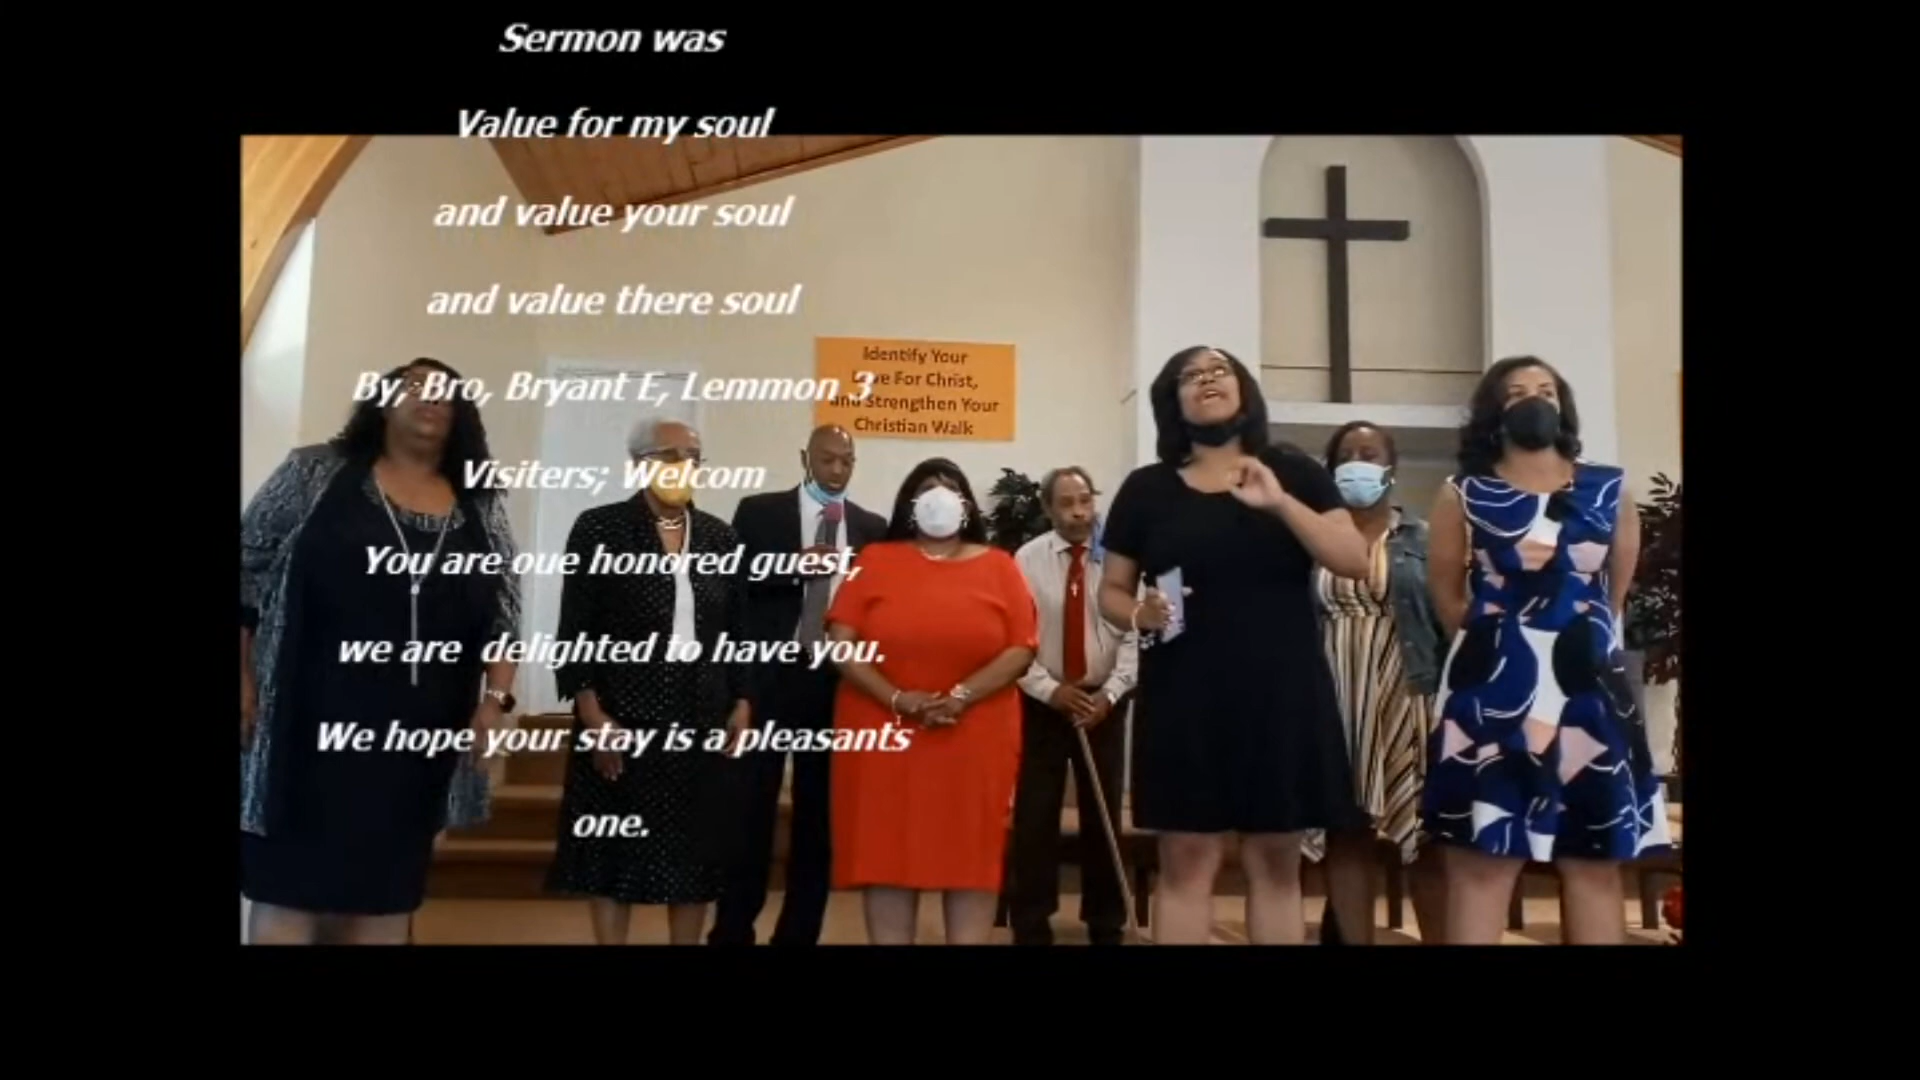 Sermon was
Value for my soul
and value your soul
and value there soul
By, Bro, Bryant E, Lemmon 3
Visiters; Welcom
You are oue honored guest,
we are delighted to have you.
We hope your stay is a pleasants
one.
Identify Your
Love For Christ,
and Strengthen Your
Christian Walk